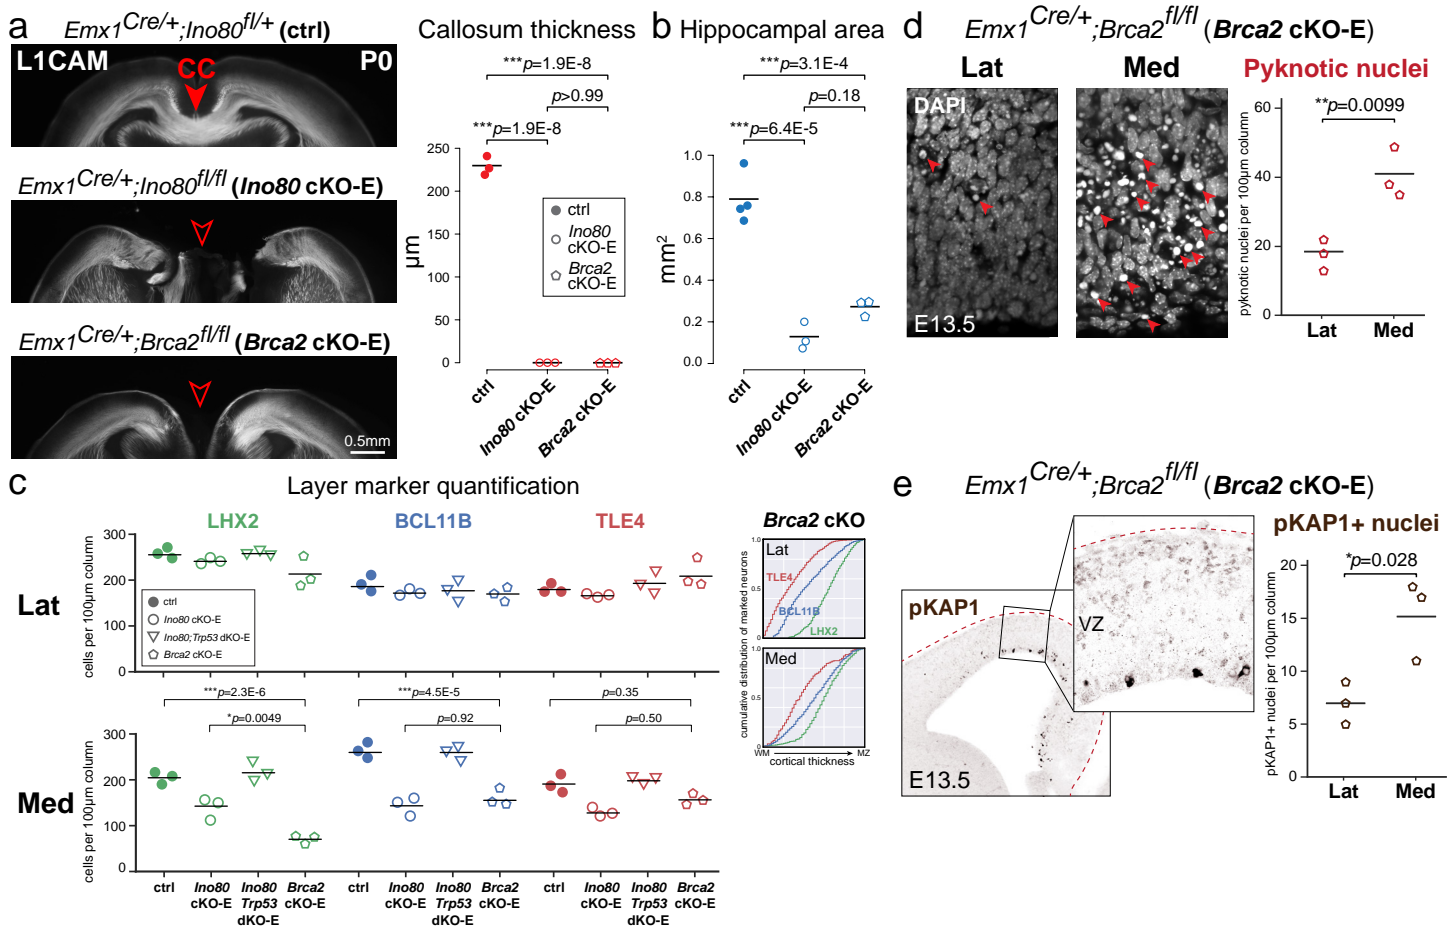 a
Emx1Cre/+;Ino80fl/+ (ctrl)
L1CAM
P0
CC
Emx1Cre/+;Ino80fl/fl (Ino80 cKO-E)
Emx1Cre/+;Brca2fl/fl (Brca2 cKO-E)
0.5mm
Callosum thickness
***p=1.9E-8
p>0.99
***p=1.9E-8
250
200
150
100
50
0
µm
ctrl
Ino80 cKO-E
Brca2 cKO-E
ctrl
Ino80 cKO-E
Brca2 cKO-E
b
Hippocampal area
***p=3.1E-4
p=0.18
***p=6.4E-5
1.0
0.8
0.6
0.4
0.2
0.0
mm2
ctrl
Ino80 cKO-E
Brca2 cKO-E
c
Layer marker quantification
LHX2
BCL11B
TLE4
Lat
cells per 100µm column
300
200
100
0
ctrl
Ino80 cKO-E
Ino80;Trp53 dKO-E
Brca2 cKO-E
***p=2.3E-6
***p=4.5E-5
p=0.35
*p=0.0049
p=0.92
p=0.50
Med
cells per 100µm column
300
200
100
0
ctrl
Ino80 cKO-E
Ino80 Trp53 dKO-E
Brca2 cKO-E
ctrl
Ino80 cKO-E
Ino80 Trp53 dKO-E
Brca2 cKO-E
ctrl
Ino80 cKO-E
Ino80 Trp53 dKO-E
Brca2 cKO-E
Brca2 cKO
cumulative distribution of marked neurons
1.0
0.5
Lat
TLE4
BCL11B
LHX2
1.0
0.5
Med
WM
MZ
cortical thickness
d
Emx1Cre/+;Brca2fl/fl (Brca2 cKO-E)
Lat
Med
DAPI
E13.5
Pyknotic nuclei
**p=0.0099
pyknotic nuclei per 100µm column
60
40
20
0
Lat
Med
e
Emx1Cre/+;Brca2fl/fl (Brca2 cKO-E)
pKAP1
VZ
E13.5
pKAP1+ nuclei
*p=0.028
pKAP1+ nuclei per 100µm column
20
15
10
5
0
Lat
Med